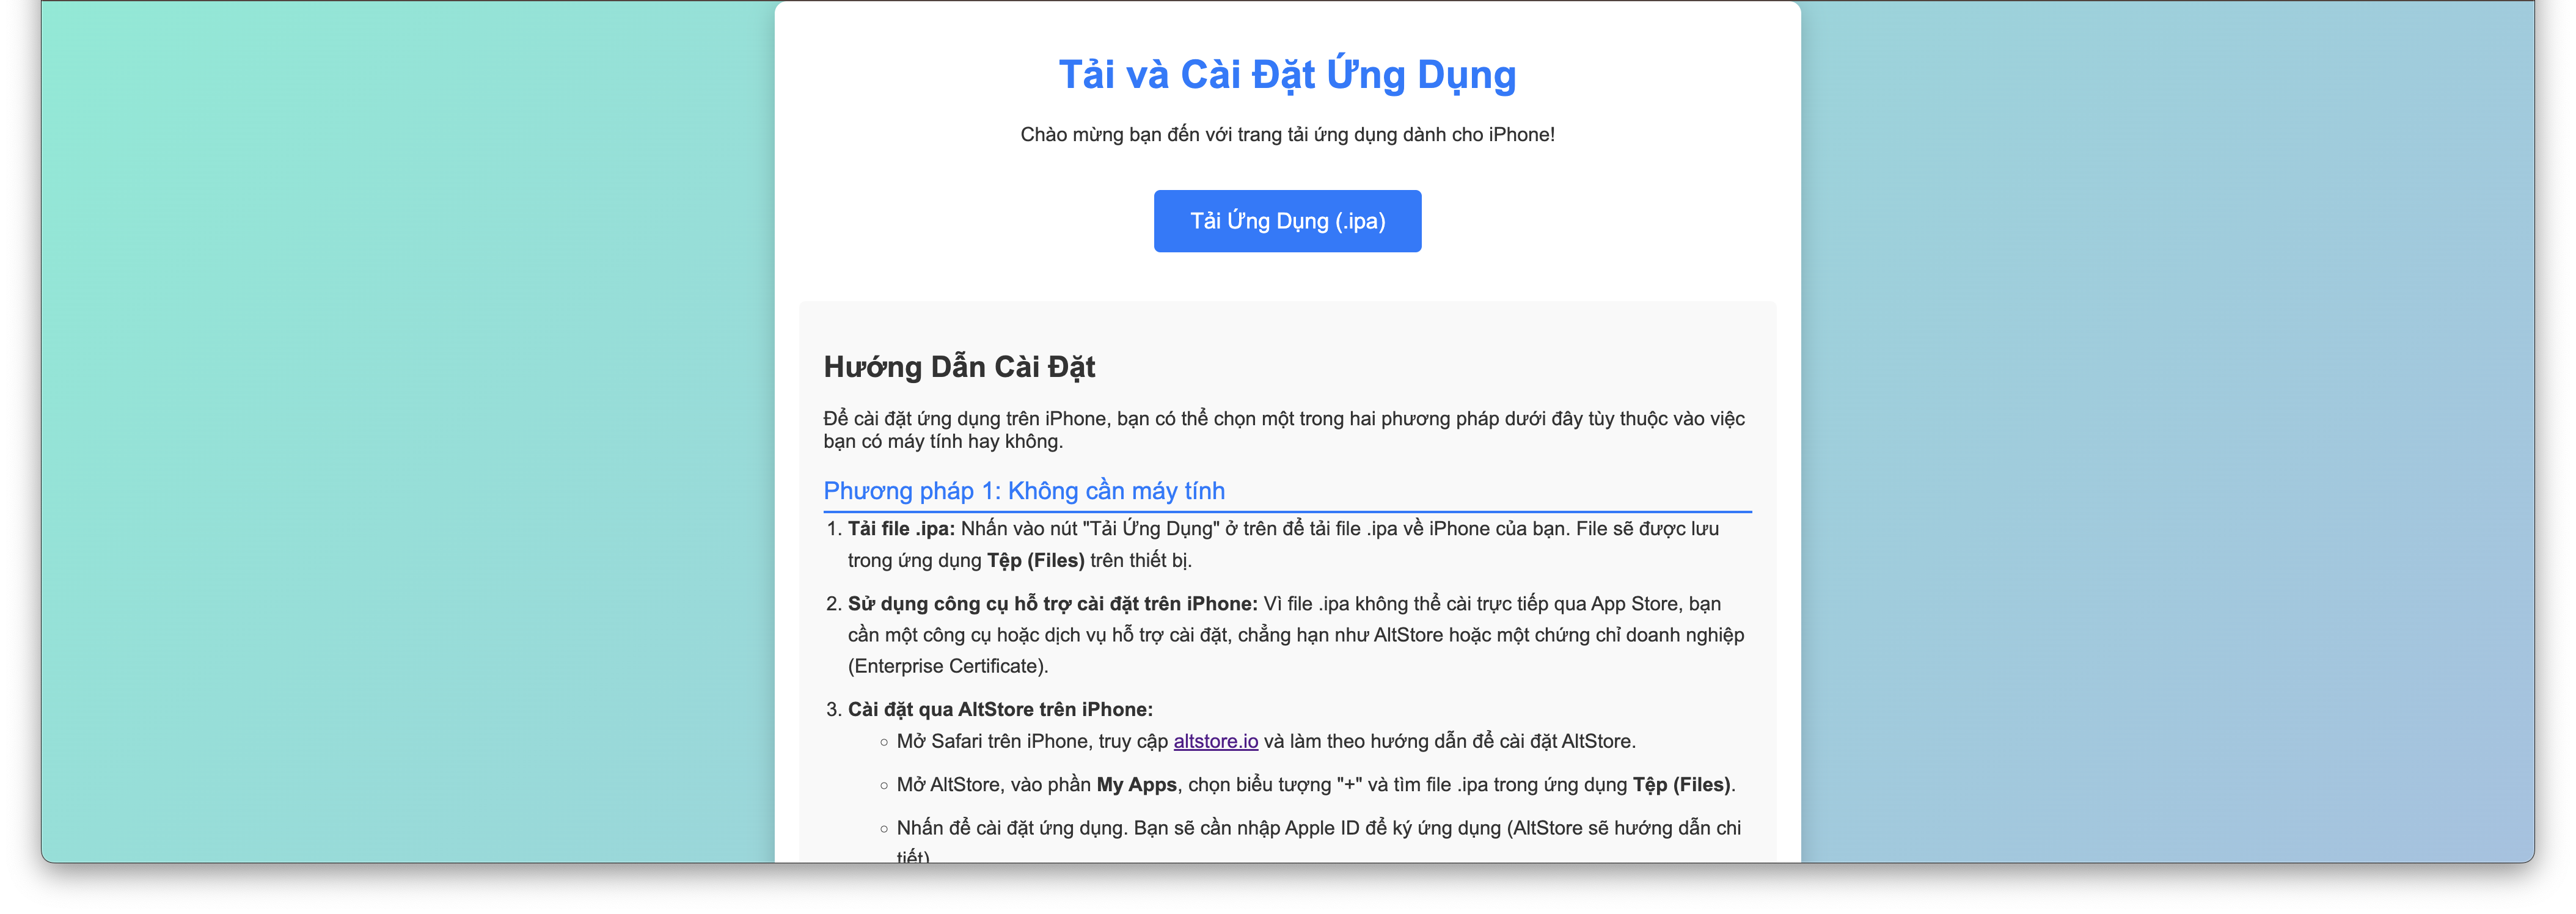 Tải và Cài Đặt Ứng Dụng
Chào mừng bạn đến với trang tải ứng dụng dành cho iPhone!
Tải Ứng Dụng (.ipa)
Hướng Dẫn Cài Đặt
Để cài đặt ứng dụng trên iPhone, bạn có thể chọn một trong hai phương pháp dưới đây tùy thuộc vào việc
bạn có máy tính hay không.
Phương pháp 1: Không cần máy tính
1. Tải file .ipa: Nhấn vào nút "Tải Ứng Dụng" ở trên để tải file .ipa về iPhone của bạn. File sẽ được lưu
trong ứng dụng Tệp (Files) trên thiết bị.
2. Sử dụng công cụ hỗ trợ cài đặt trên iPhone: Vì file .ipa không thể cài trực tiếp qua App Store, bạn
cần một công cụ hoặc dịch vụ hỗ trợ cài đặt, chẳng hạn như AltStore hoặc một chứng chỉ doanh nghiệp
(Enterprise Certificate).
3. Cài đặt qua AltStore trên iPhone:
◦ Mở Safari trên iPhone, truy cập altstore.io và làm theo hướng dẫn để cài đặt AltStore.
◦ Mở AltStore, vào phần My Apps, chọn biểu tượng "+" và tìm file .ipa trong ứng dụng Tệp (Files).
◦ Nhấn để cài đặt ứng dụng. Bạn sẽ cần nhập Apple ID để ký ứng dụng (AltStore sẽ hướng dẫn chi
tiết)